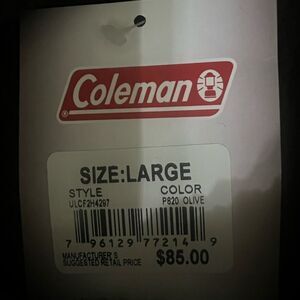 Coleman
SIZE:LARGE
STYLE COLOR
ULCF2H4297 P820 OLIVE
7 96129 77214 9
MANUFACTURER'S
SUGGESTED RETAIL PRICE $85.00